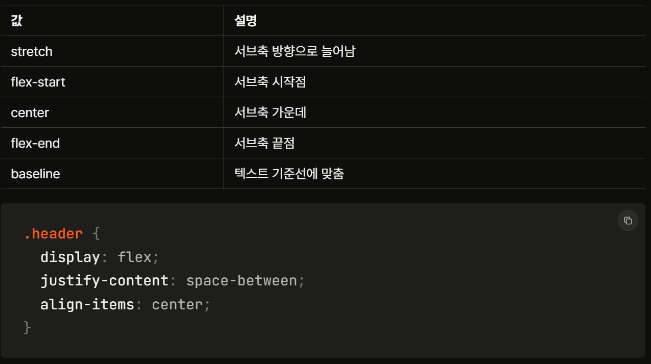 값 설명
stretch 서브축 방향으로 늘어남
flex-start 서브축 시작점
center 서브축 가운데
flex-end 서브축 끝점
baseline 텍스트 기준선에 맞춤
.header {
  display: flex;
  justify-content: space-between;
  align-items: center;
}